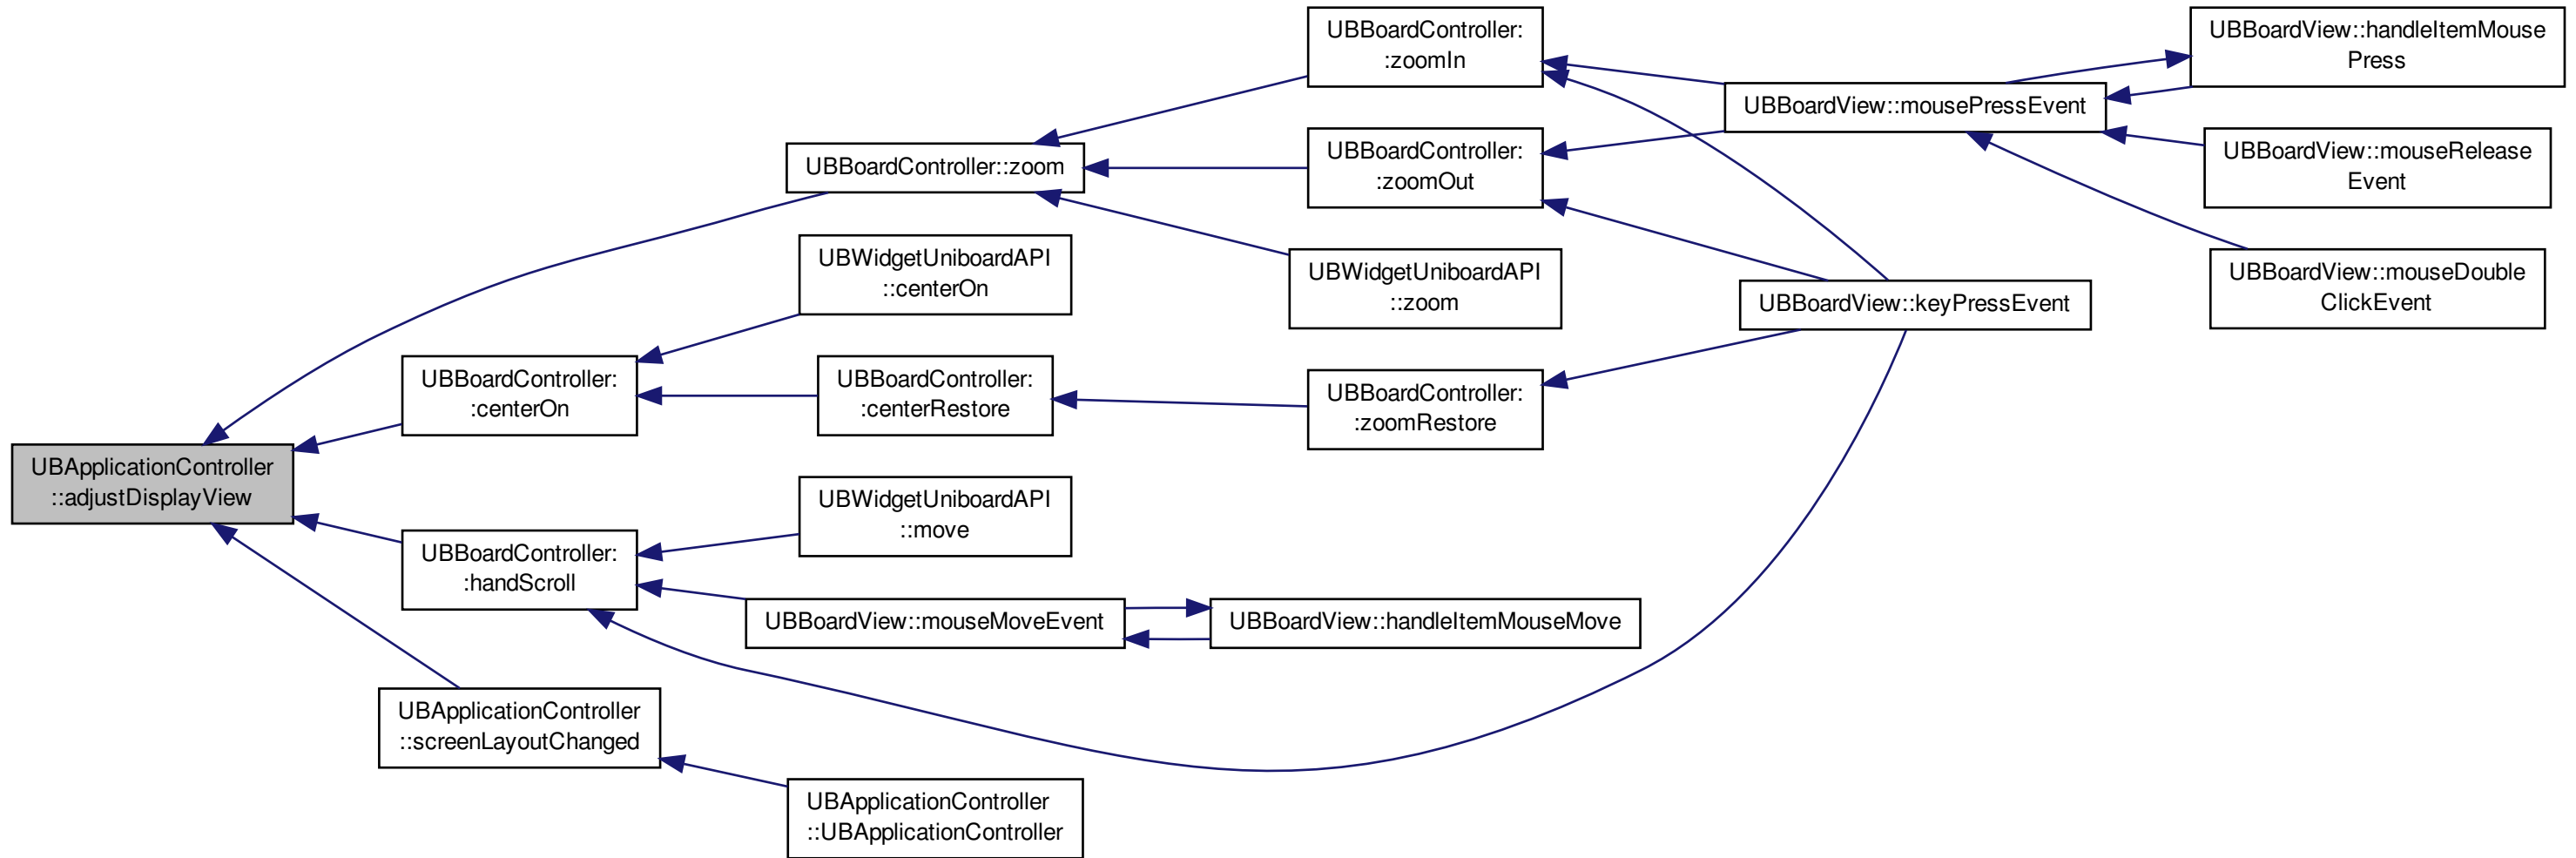 UBBoardController:
:zoomIn
UBBoardView::handleItemMouse
Press
UBBoardView::mousePressEvent
UBBoardController::zoom
UBBoardController:
:zoomOut
UBBoardView::mouseRelease
Event
UBWidgetUniboardAPI
::centerOn
UBWidgetUniboardAPI
::zoom
UBBoardView::keyPressEvent
UBBoardView::mouseDouble
ClickEvent
UBBoardController:
:centerOn
UBBoardController:
:centerRestore
UBBoardController:
:zoomRestore
UBApplicationController
::adjustDisplayView
UBWidgetUniboardAPI
::move
UBBoardController:
:handScroll
UBBoardView::mouseMoveEvent
UBBoardView::handleItemMouseMove
UBApplicationController
::screenLayoutChanged
UBApplicationController
::UBApplicationController